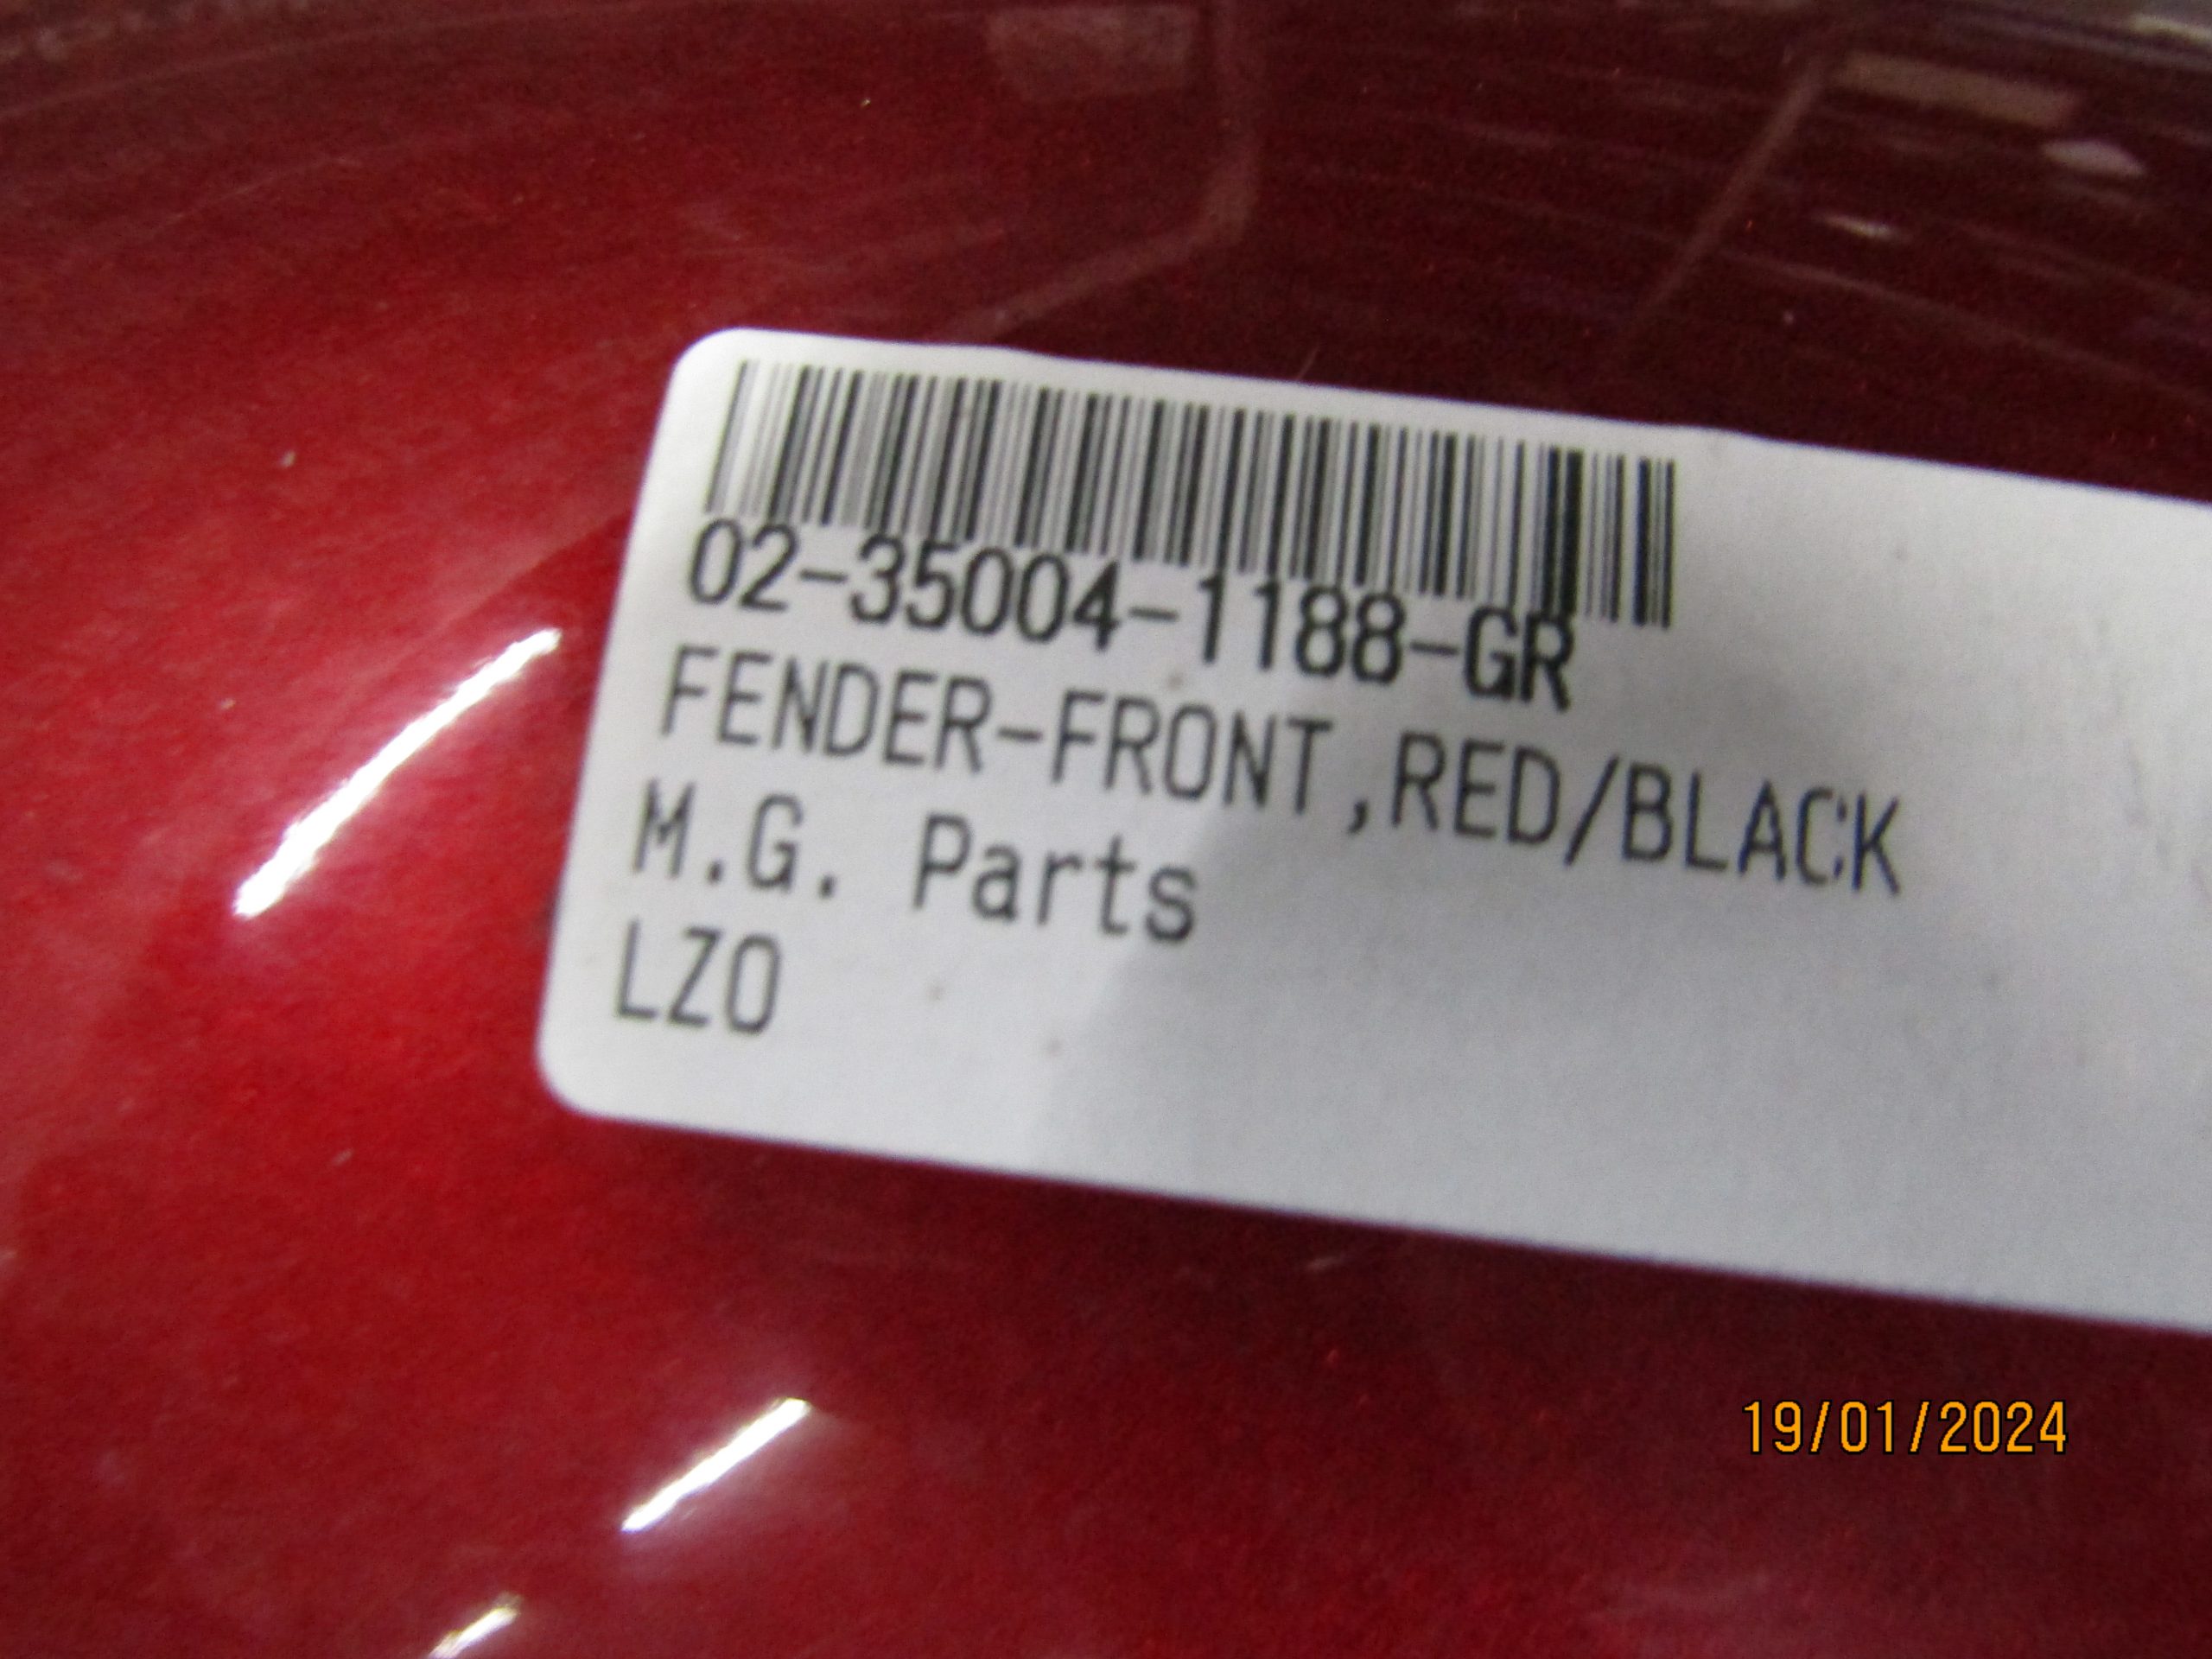 02-35004-1188-GR
FENDER-FRONT,RED/BLACK
M.G. Parts
LZO
19/01/2024